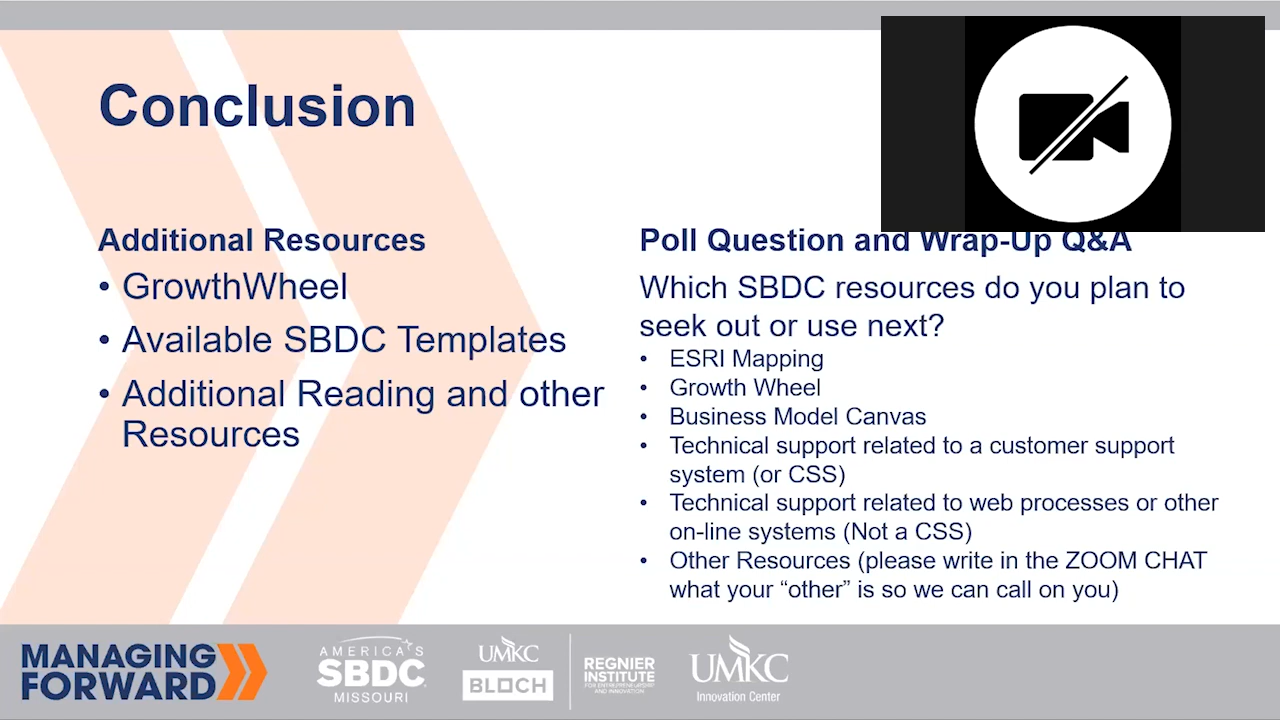 Conclusion
Additional Resources
• GrowthWheel
• Available SBDC Templates
• Additional Reading and other
Resources
Poll Question and Wrap-Up Q&A
Which SBDC resources do you plan to
seek out or use next?
• ESRI Mapping
• Growth Wheel
• Business Model Canvas
• Technical support related to a customer support
system (or CSS)
• Technical support related to web processes or other
on-line systems (Not a CSS)
• Other Resources (please write in the ZOOM CHAT
what your “other” is so we can call on you)
MANAGING
FORWARD
AMERICA'S
SBDC
MISSOURI
UMKC
BLOCH
REGNIER
INSTITUTE
FOR ENTREPRENEURSHIP
AND INNOVATION
UMKC
Innovation Center